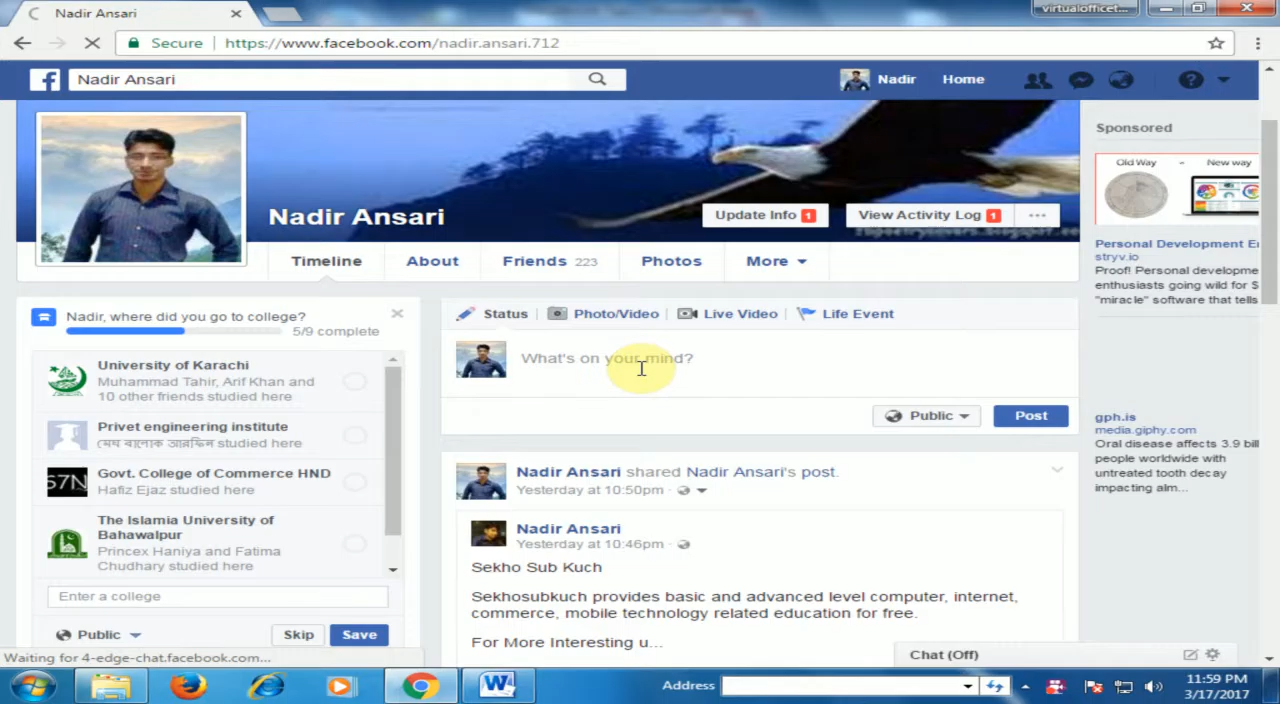 Nadir Ansari
virtualofficet...
Secure
https://www.facebook.com/nadir.ansari.712
Nadir Ansari
Nadir
Home
Nadir Ansari
Update Info 1
View Activity Log 1
Timeline
About
Friends 223
Photos
More
Sponsored
Old Way - New way
Personal Development E
stryv.io
Proof! Personal developme
enthusiasts going wild for $
"miracle" software that tells
gph.is
media.giphy.com
Oral disease affects 3.9 bill
people worldwide with
untreated tooth decay
impacting alm...
Nadir, where did you go to college?
5/9 complete
University of Karachi
Muhammad Tahir, Arif Khan and
10 other friends studied here
Privet engineering institute
studied here
Govt. College of Commerce HND
Hafiz Ejaz studied here
The Islamia University of
Bahawalpur
Princex Haniya and Fatima
Chudhary studied here
Enter a college
Public
Skip
Save
Status
Photo/Video
Live Video
Life Event
What's on your mind?
Public
Post
Nadir Ansari shared Nadir Ansari's post.
Yesterday at 10:50pm ·
Nadir Ansari
Yesterday at 10:46pm ·
Sekho Sub Kuch
Sekhosubkuch provides basic and advanced level computer, internet,
commerce, mobile technology related education for free.
For More Interesting u...
Chat (Off)
Waiting for 4-edge-chat.facebook.com...
Address
11:59 PM
3/17/2017